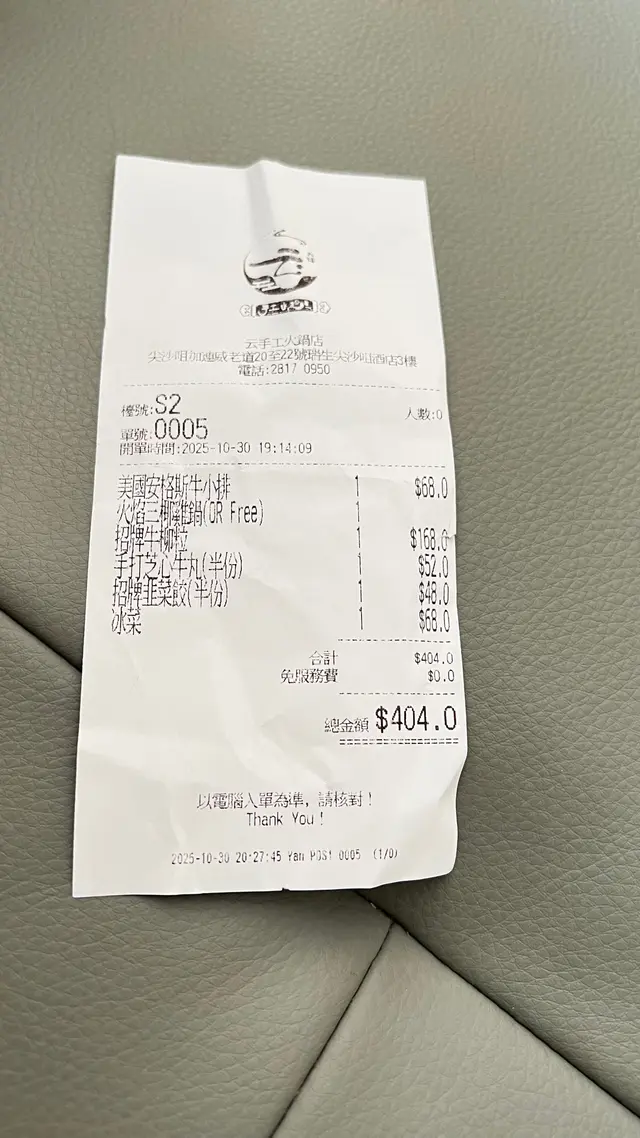 云手工火鍋店
尖沙咀加連威老道20至22號瑞生尖沙咀酒店3樓
電話:2817 0950
檯號:S2 人數:0
單號:0005
開單時間:2025-10-30 19:14:09
美國安格斯牛小排 1 $68.0
火焰三椰雞鍋(QR Free) 1
招牌牛柳粒 1 $168.0
手打芝心牛丸(半份) 1 $52.0
招牌韭菜餃(半份) 1 $48.0
冰菜 1 $68.0
合計 $404.0
免服務費 $0.0
總金額 $404.0
以電腦入單為準，請核對！
Thank You！
2025-10-30 20:27:45 Yan POS1 0005 (1/0)